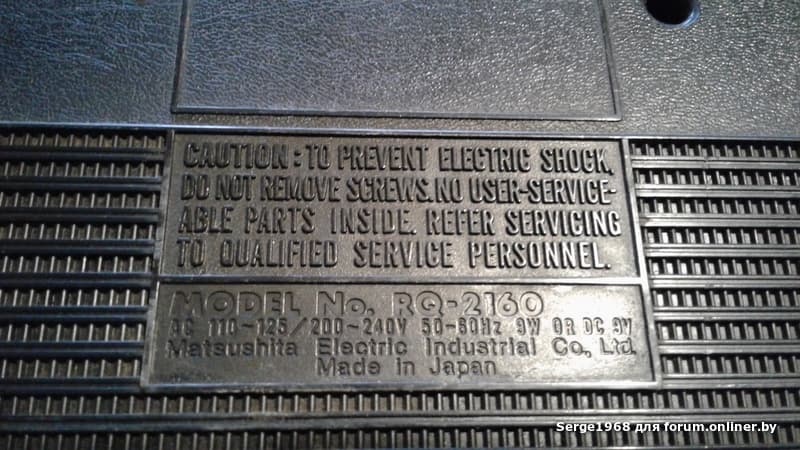 CAUTION: TO PREVENT ELECTRIC SHOCK,
DO NOT REMOVE SCREWS. NO USER-SERVICE-
ABLE PARTS INSIDE. REFER SERVICING
TO QUALIFIED SERVICE PERSONNEL.
MODEL No. RQ-2160
AC 110~125/200~240V 50-60Hz 9W OR DC 9V
Matsushita Electric Industrial Co., Ltd.
Made in Japan
Serge1968 для forum.onliner.by